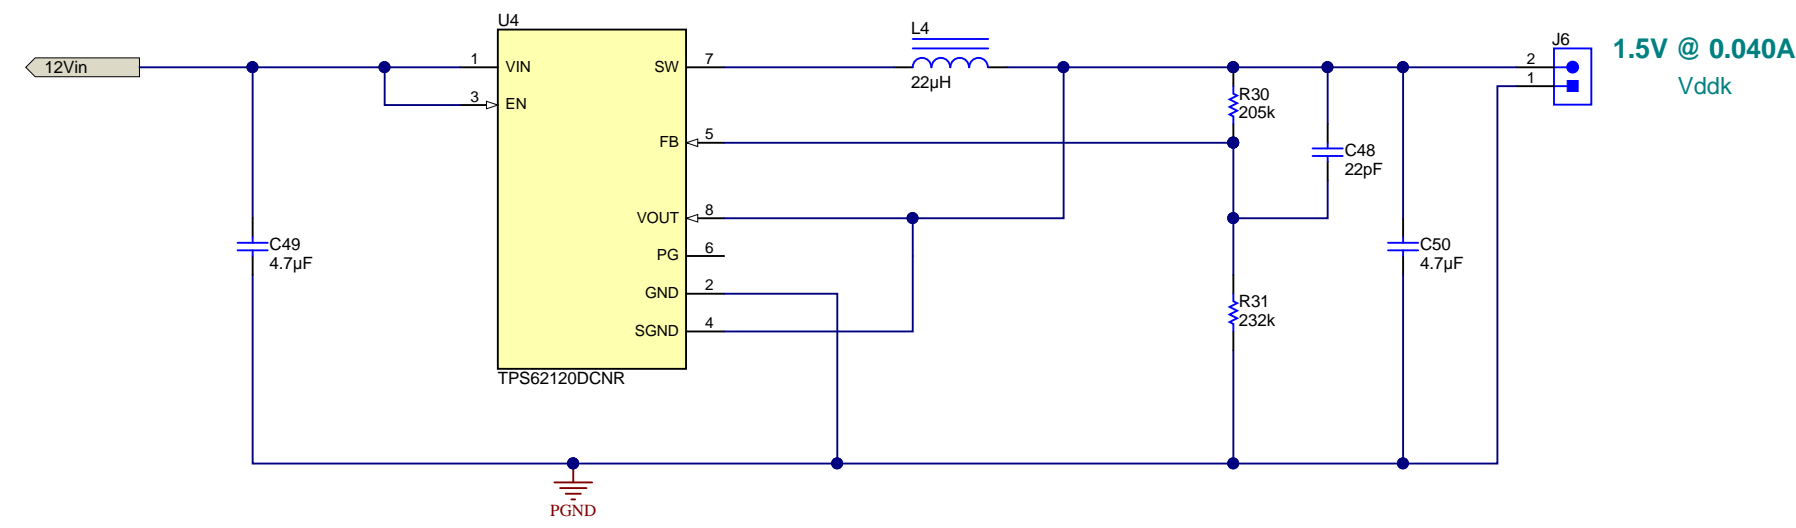 U4
L4
J6
1.5V @ 0.040A
12Vin
1
VIN
SW
7
22µH
2
1
Vddk
3
EN
R30
205k
FB
5
C48
22pF
VOUT
8
C49
4.7µF
PG
6
C50
4.7µF
GND
2
R31
232k
SGND
4
TPS62120DCNR
PGND